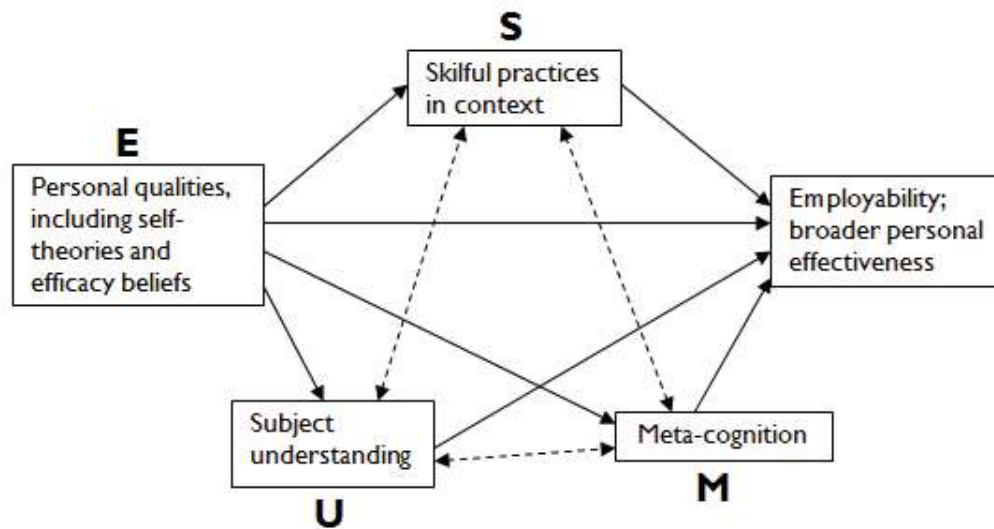 S
Skilful practices
in context
E
Personal qualities,
including self-
theories and
efficacy beliefs
Employability;
broader personal
effectiveness
Subject
understanding
U
Meta-cognition
M